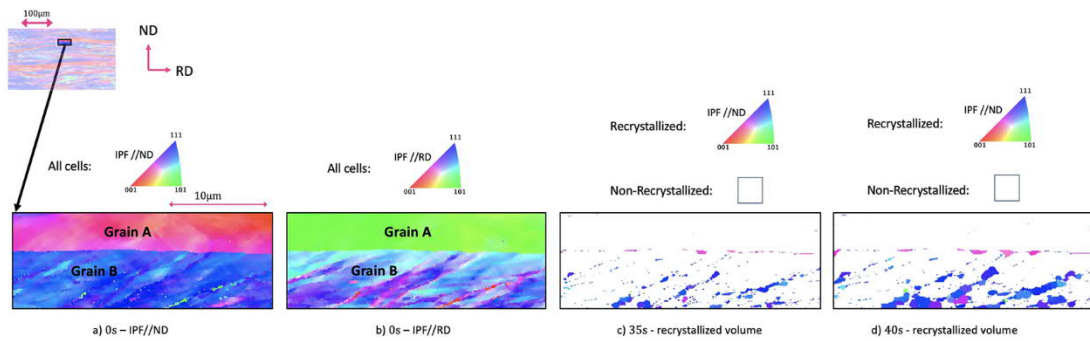 100μm
ND
RD
All cells:
IPF //ND
111
001
101
10μm
Grain A
Grain B
a) 0s – IPF//ND
All cells:
IPF //RD
111
001
101
Grain A
Grain B
b) 0s – IPF//RD
Recrystallized:
IPF //ND
111
001
101
Non-Recrystallized:
c) 35s - recrystallized volume
Recrystallized:
IPF //ND
111
001
101
Non-Recrystallized:
d) 40s - recrystallized volume